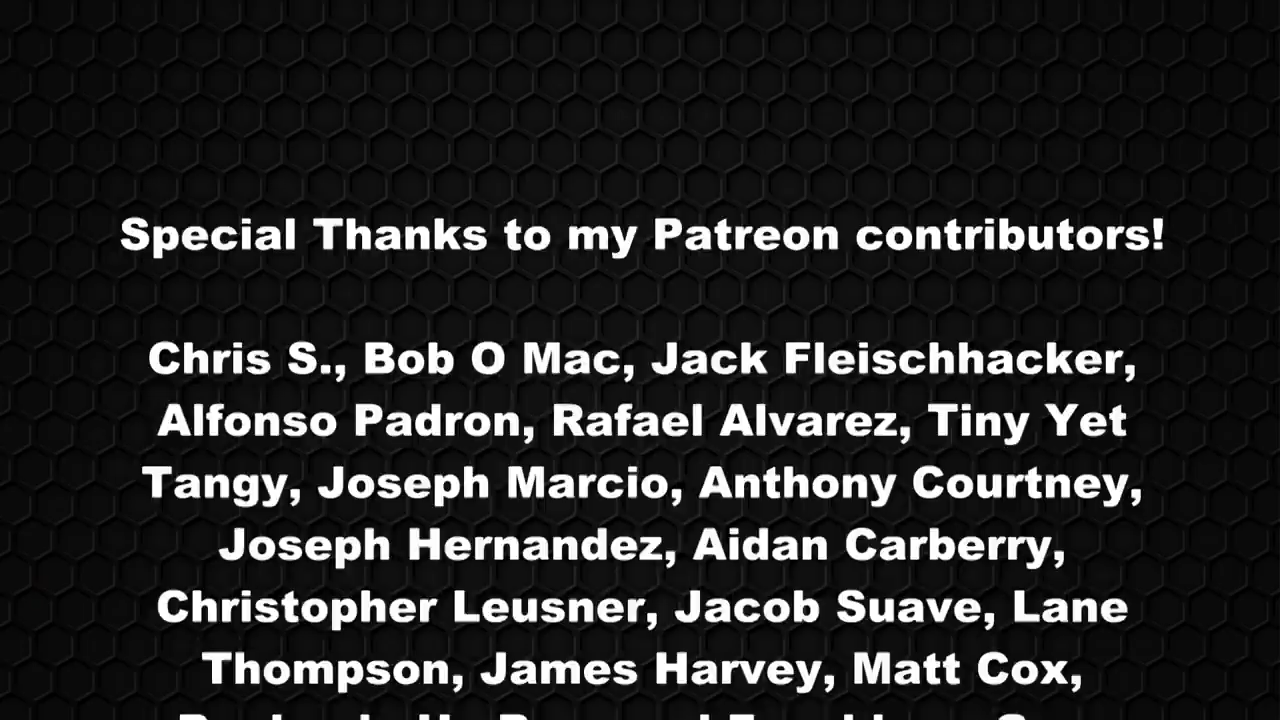 Special Thanks to my Patreon contributors!
Chris S., Bob O Mac, Jack Fleischhacker,
Alfonso Padron, Rafael Alvarez, Tiny Yet
Tangy, Joseph Marcio, Anthony Courtney,
Joseph Hernandez, Aidan Carberry,
Christopher Leusner, Jacob Suave, Lane
Thompson, James Harvey, Matt Cox,